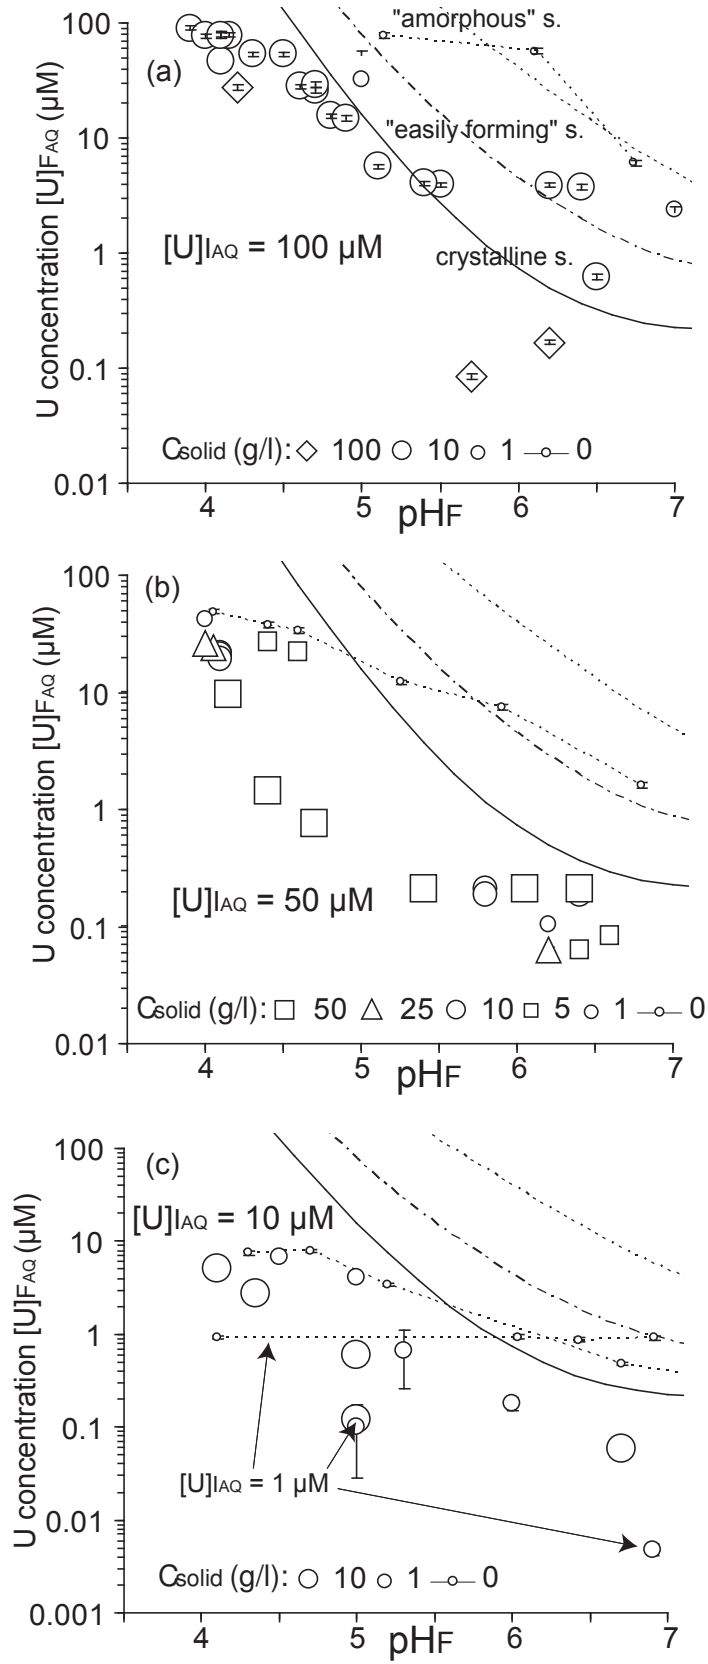 100
"amorphous" s.
(a)
10
"easily forming" s.
[U]IAQ = 100 µM
1
crystalline s.
0.1
Csolid (g/l): 100 10 1 0
0.01
4 5 6 7
pHF
U concentration [U]FAQ (µM)
100
(b)
10
1
[U]IAQ = 50 µM
0.1
Csolid (g/l): 50 25 10 5 1 0
0.01
4 5 6 7
pHF
U concentration [U]FAQ (µM)
100
(c)
[U]IAQ = 10 µM
10
1
0.1
[U]IAQ = 1 µM
0.01
Csolid (g/l): 10 1 0
0.001
4 5 6 7
pHF
U concentration [U]FAQ (µM)